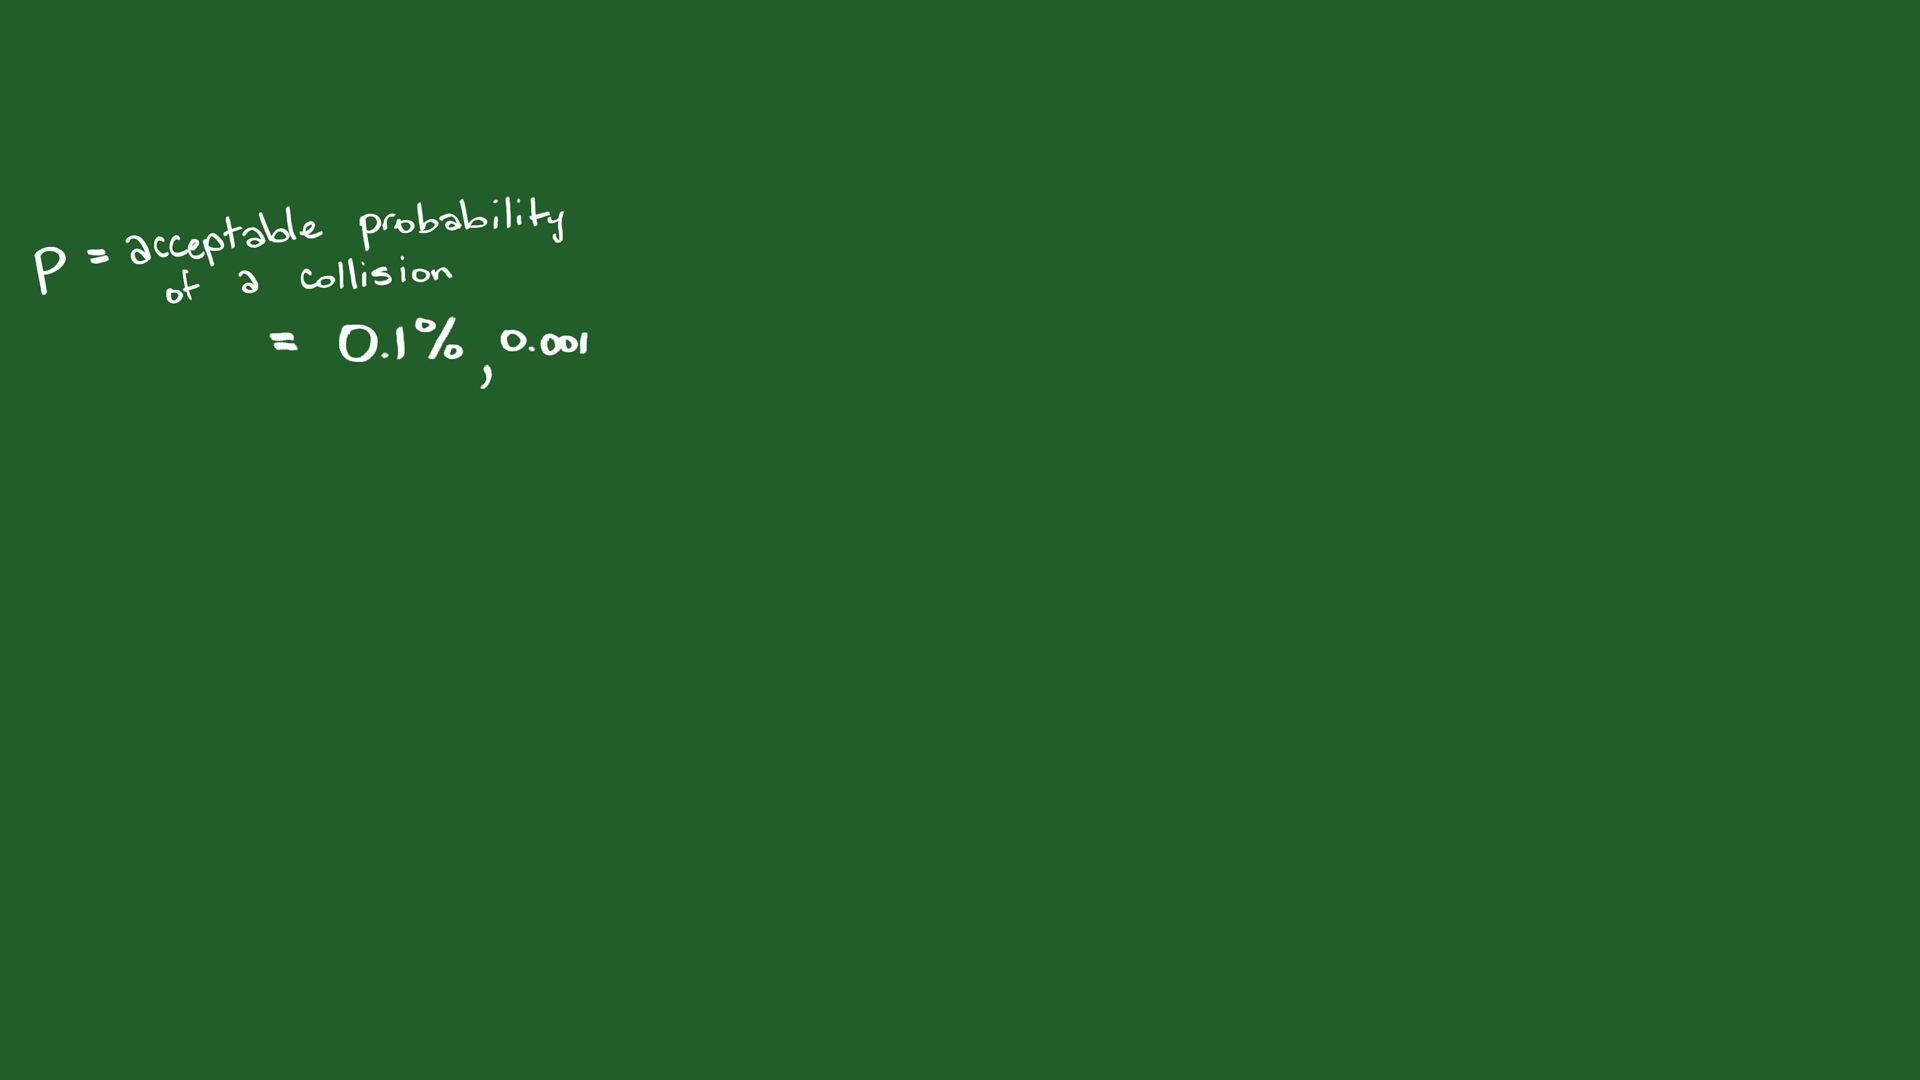 P = acceptable probability
of a collision
= 0.1%, 0.001